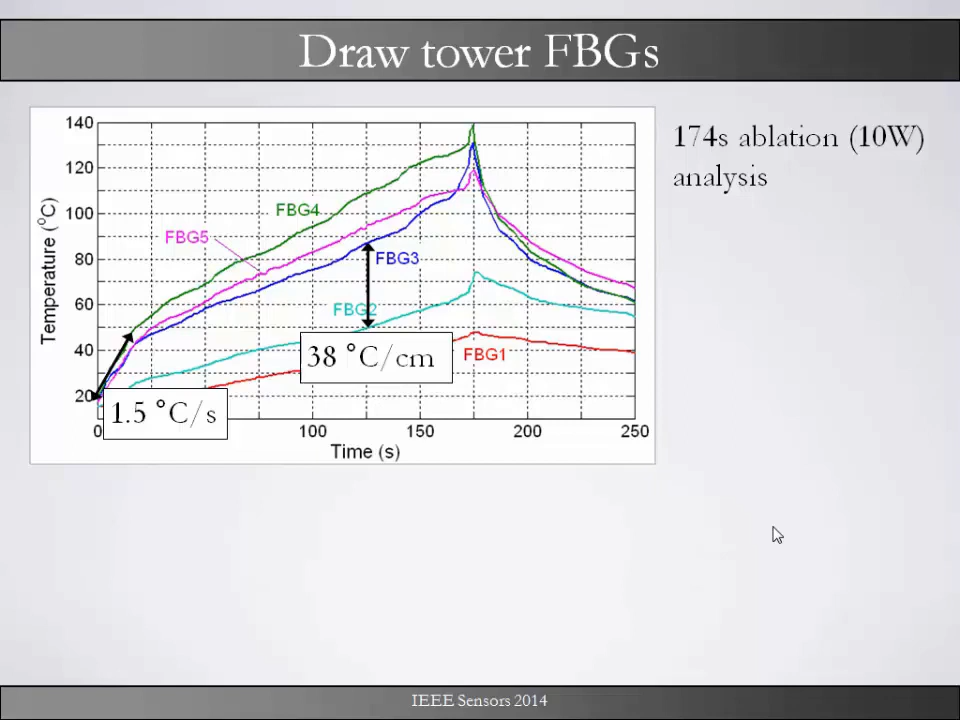 Draw tower FBGs
174s ablation (10W)
analysis
Temperature (°C)
140
120
100
80
60
40
20
FBG4
FBG5
FBG3
FBG2
FBG1
38 °C/cm
1.5 °C/s
0
100
150
200
250
Time (s)
IEEE Sensors 2014